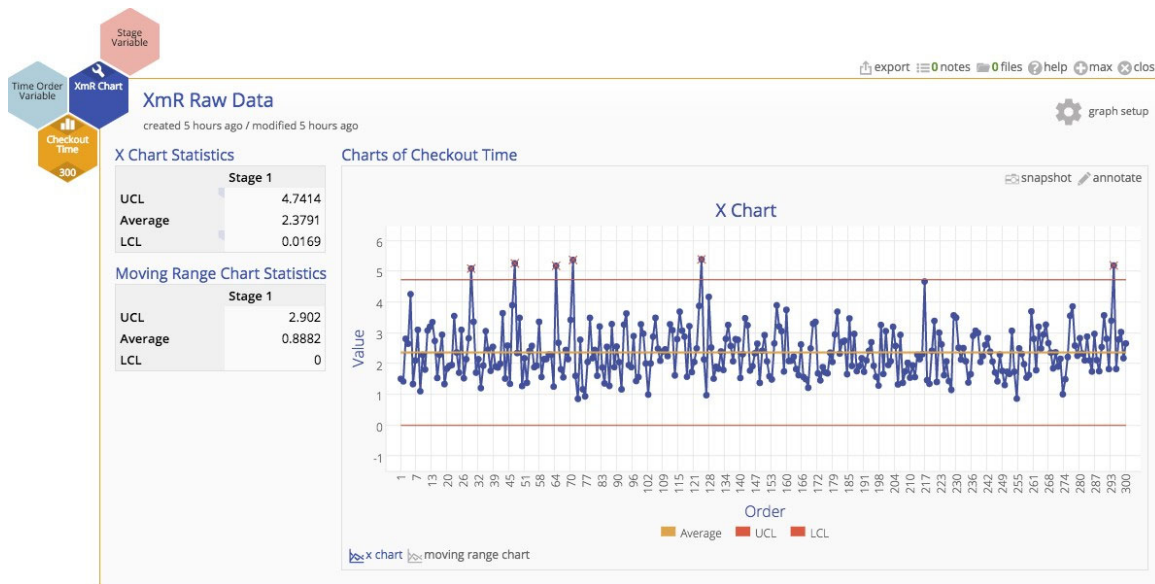 Stage
Variable
Time Order
Variable
XmR Chart
Checkout
Time
300
export 0 notes 0 files help max clos
XmR Raw Data
created 5 hours ago / modified 5 hours ago
graph setup
X Chart Statistics
Stage 1
UCL 4.7414
Average 2.3791
LCL 0.0169
Moving Range Chart Statistics
Stage 1
UCL 2.902
Average 0.8882
LCL 0
Charts of Checkout Time
snapshot annotate
X Chart
6
5
4
3
2
1
0
-1
Value
1 7 13 20 26 32 39 45 51 58 64 70 77 83 90 96 102 109 115 121 128 134 140 147 153 160 166 172 179 185 191 198 204 210 217 223 230 236 242 249 255 261 268 274 280 287 293 300
Order
Average UCL LCL
x chart moving range chart